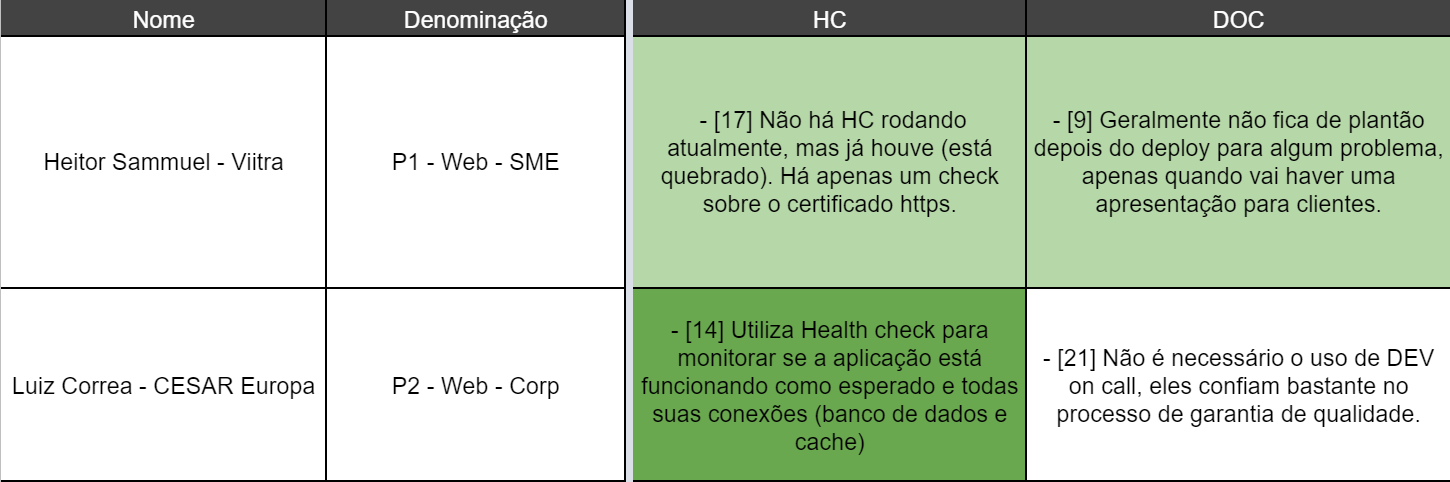 Nome
Denominação
HC
DOC
Heitor Sammuel - Viitra
P1 - Web - SME
- [17] Não há HC rodando
atualmente, mas já houve (está
quebrado). Há apenas um check
sobre o certificado https.
- [9] Geralmente não fica de plantão
depois do deploy para algum problema,
apenas quando vai haver uma
apresentação para clientes.
Luiz Correa - CESAR Europa
P2 - Web - Corp
- [14] Utiliza Health check para
monitorar se a aplicação está
funcionando como esperado e todas
suas conexões (banco de dados e
cache)
- [21] Não é necessário o uso de DEV
on call, eles confiam bastante no
processo de garantia de qualidade.